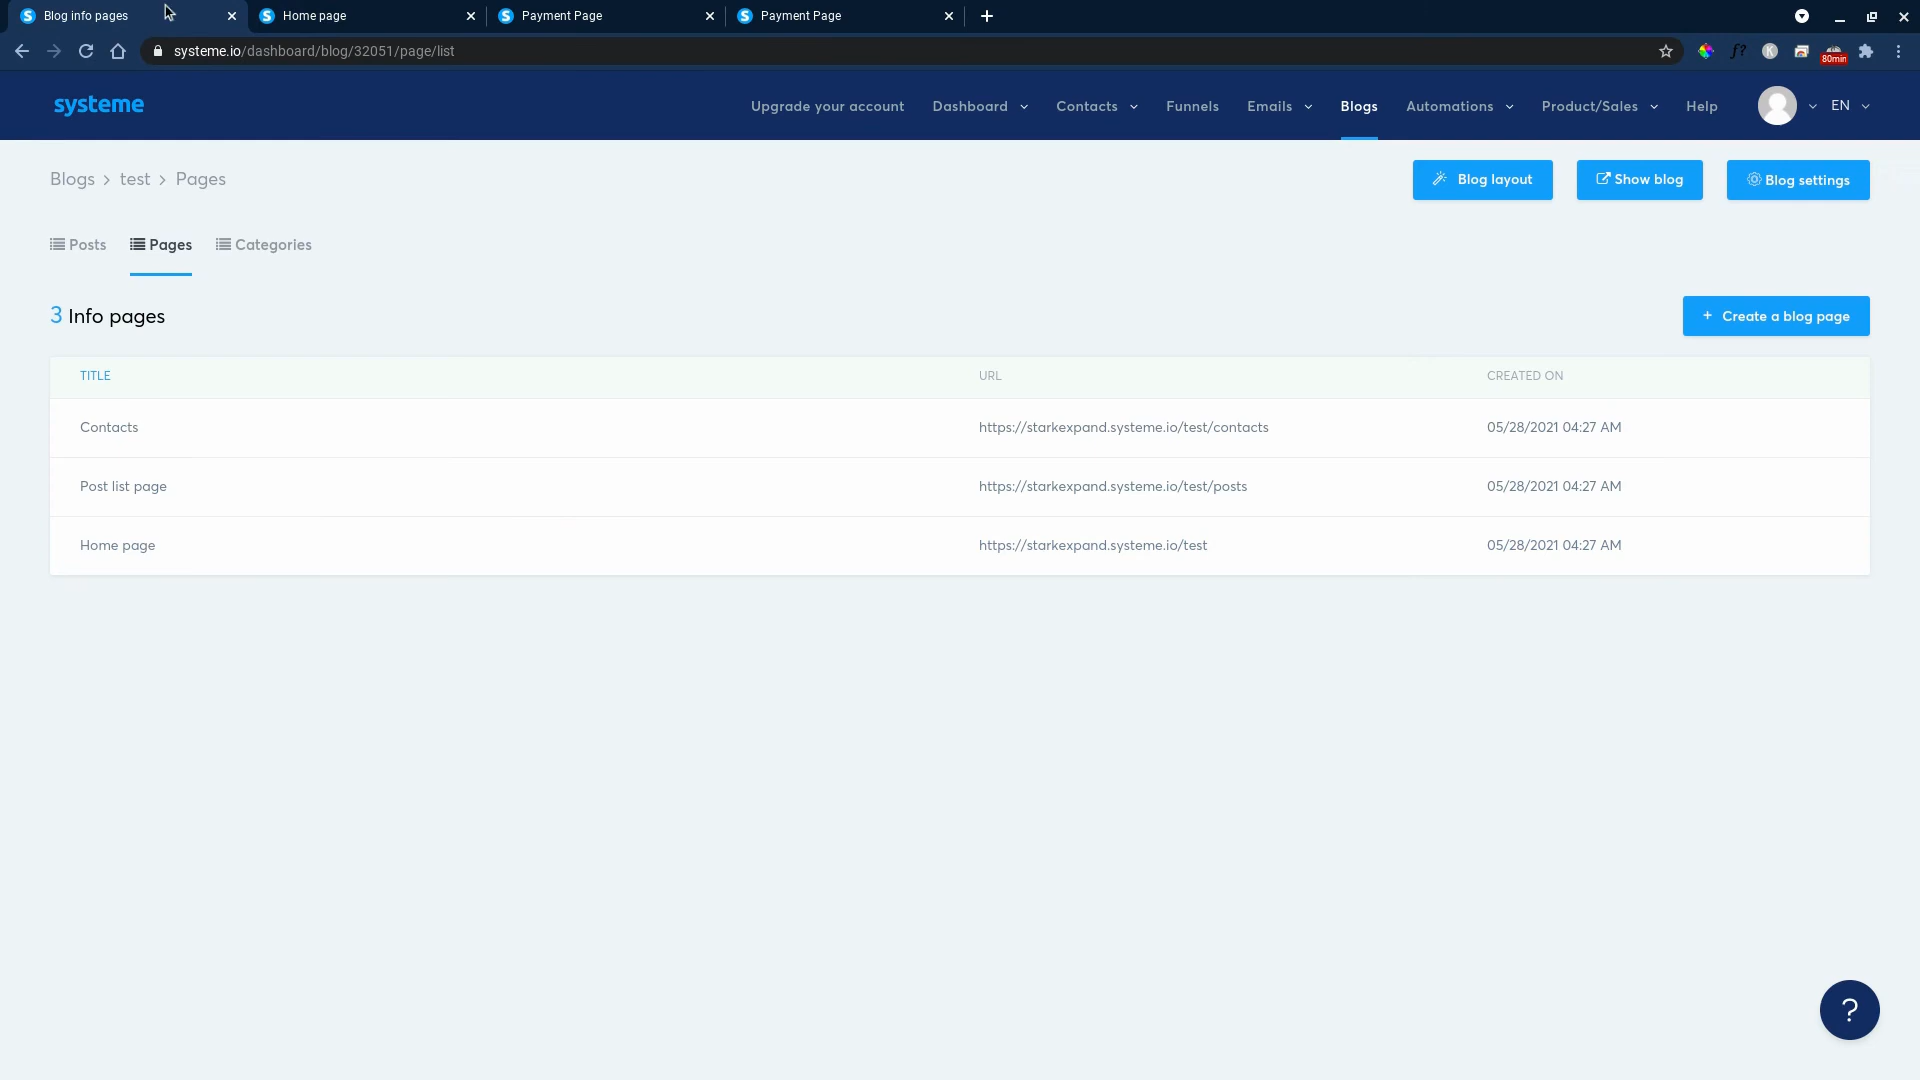 Blog info pages
Home page
Payment Page
Payment Page
systeme.io/dashboard/blog/32051/page/list
f?
K
80min
systeme
Upgrade your account
Dashboard
Contacts
Funnels
Emails
Blogs
Automations
Product/Sales
Help
EN
Blogs > test > Pages
Blog layout
Show blog
Blog settings
Posts
Pages
Categories
3 Info pages
+ Create a blog page
TITLE
URL
CREATED ON
Contacts
https://starkexpand.systeme.io/test/contacts
05/28/2021 04:27 AM
Post list page
https://starkexpand.systeme.io/test/posts
05/28/2021 04:27 AM
Home page
https://starkexpand.systeme.io/test
05/28/2021 04:27 AM
?